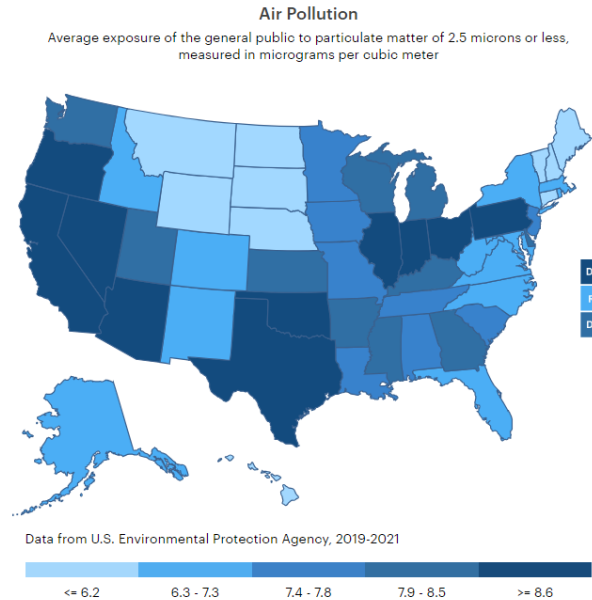 Air Pollution
Average exposure of the general public to particulate matter of 2.5 microns or less,
measured in micrograms per cubic meter
D
D
Data from U.S. Environmental Protection Agency, 2019-2021
<= 6.2 6.3 - 7.3 7.4 - 7.8 7.9 - 8.5 >= 8.6